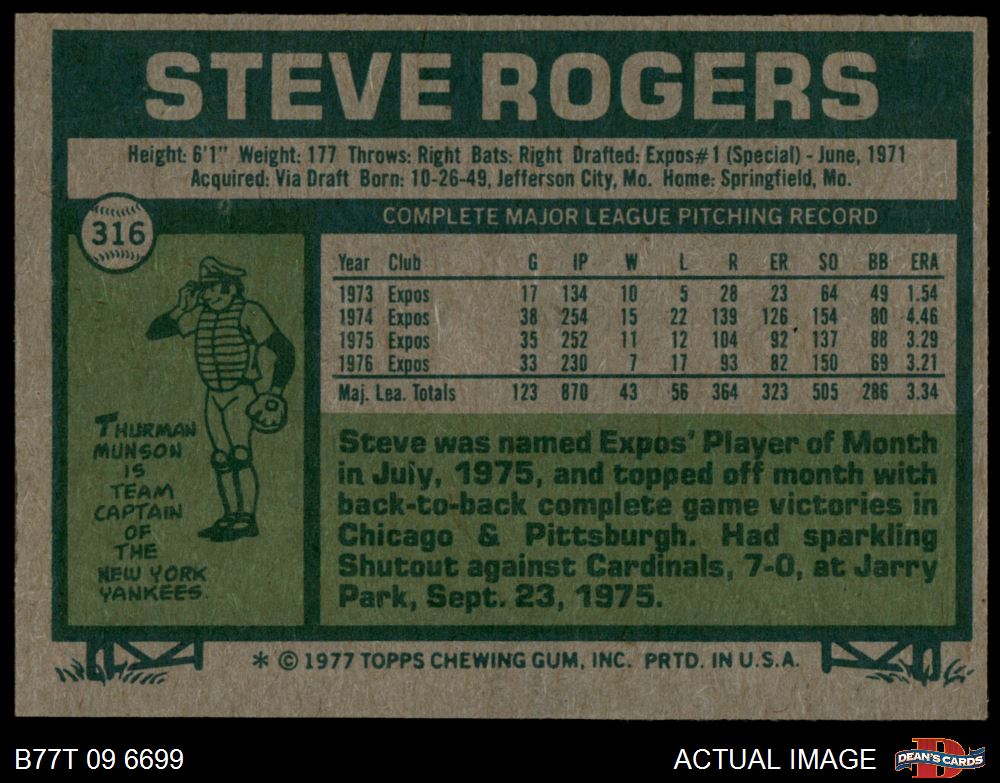 STEVE ROGERS
Height: 6'1" Weight: 177 Throws: Right Bats: Right Drafted: Expos#1 (Special) - June, 1971
Acquired: Via Draft Born: 10-26-49, Jefferson City, Mo. Home: Springfield, Mo.
316
COMPLETE MAJOR LEAGUE PITCHING RECORD
Year Club G IP W L R ER SO BB ERA
1973 Expos 17 134 10 5 28 23 64 49 1.54
1974 Expos 38 254 15 22 139 126 154 80 4.46
1975 Expos 35 252 11 12 104 92 137 88 3.29
1976 Expos 33 230 7 17 93 82 150 69 3.21
Maj. Lea. Totals 123 870 43 56 364 323 505 286 3.34
THURMAN
MUNSON
IS
TEAM
CAPTAIN
OF
THE
NEW YORK
YANKEES.
Steve was named Expos' Player of Month
in July, 1975, and topped off month with
back-to-back complete game victories in
Chicago & Pittsburgh. Had sparkling
Shutout against Cardinals, 7-0, at Jarry
Park, Sept. 23, 1975.
* © 1977 TOPPS CHEWING GUM, INC. PRTD. IN U.S.A.
B77T 09 6699
ACTUAL IMAGE
D
DEAN'S CARDS